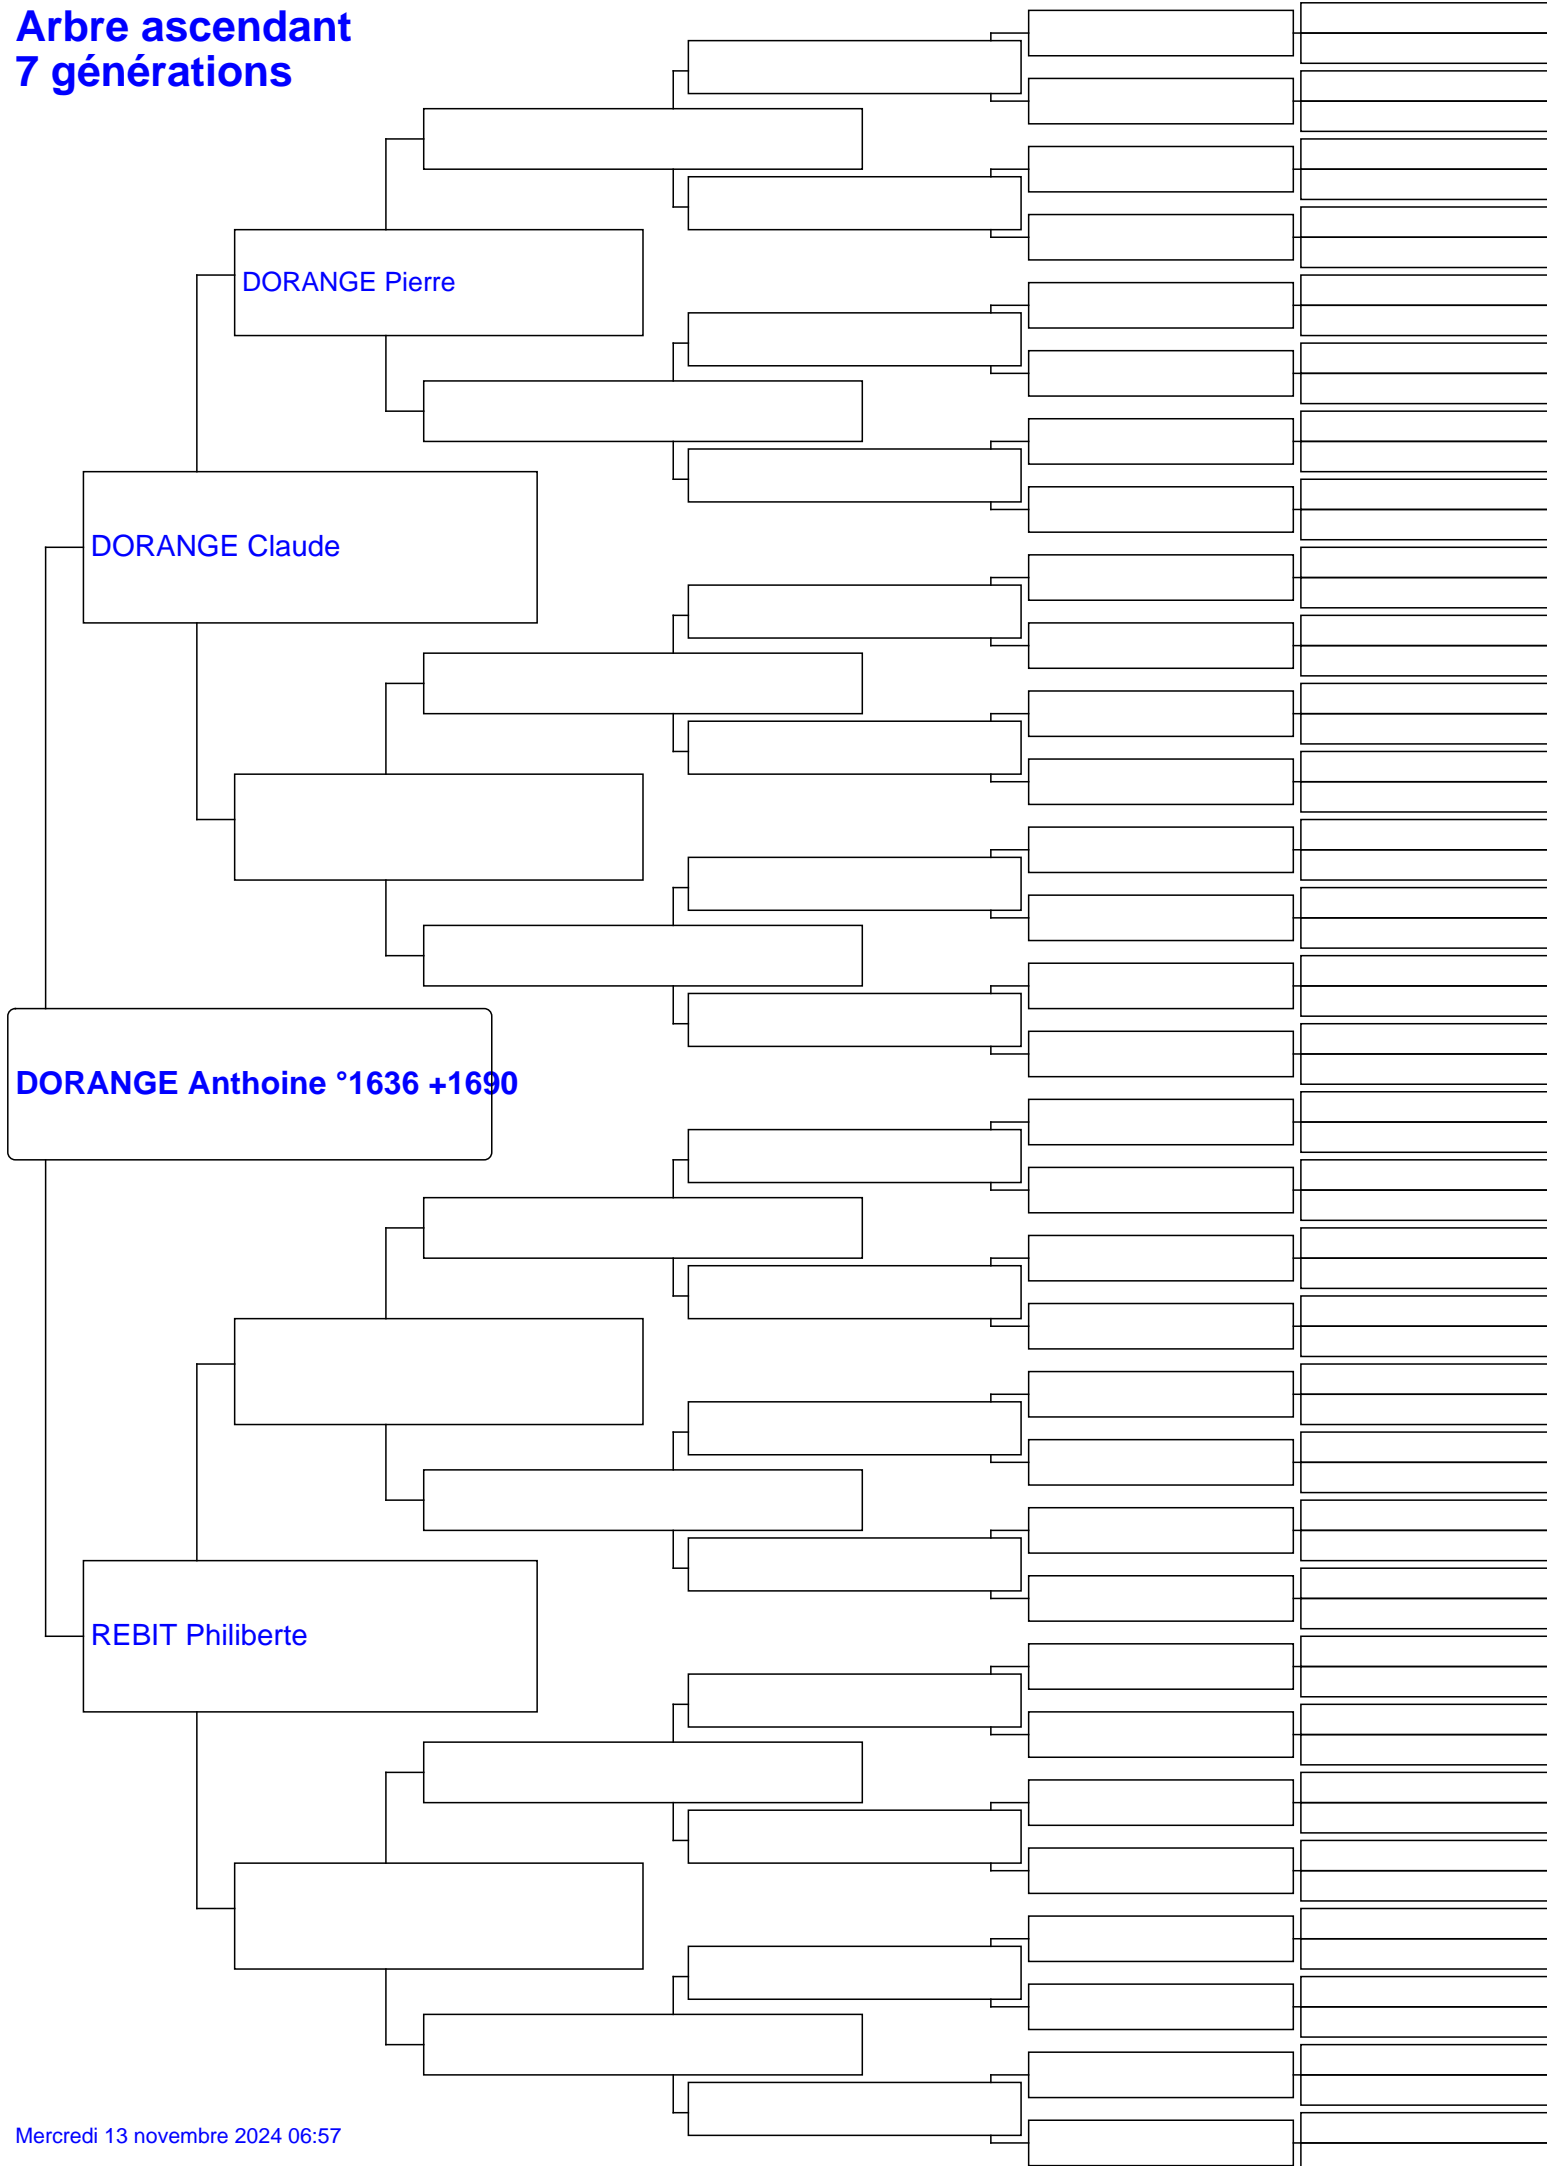 Arbre ascendant
7 générations
DORANGE Pierre
DORANGE Claude
DORANGE Anthoine °1636 +1690
REBIT Philiberte
Mercredi 13 novembre 2024 06:57